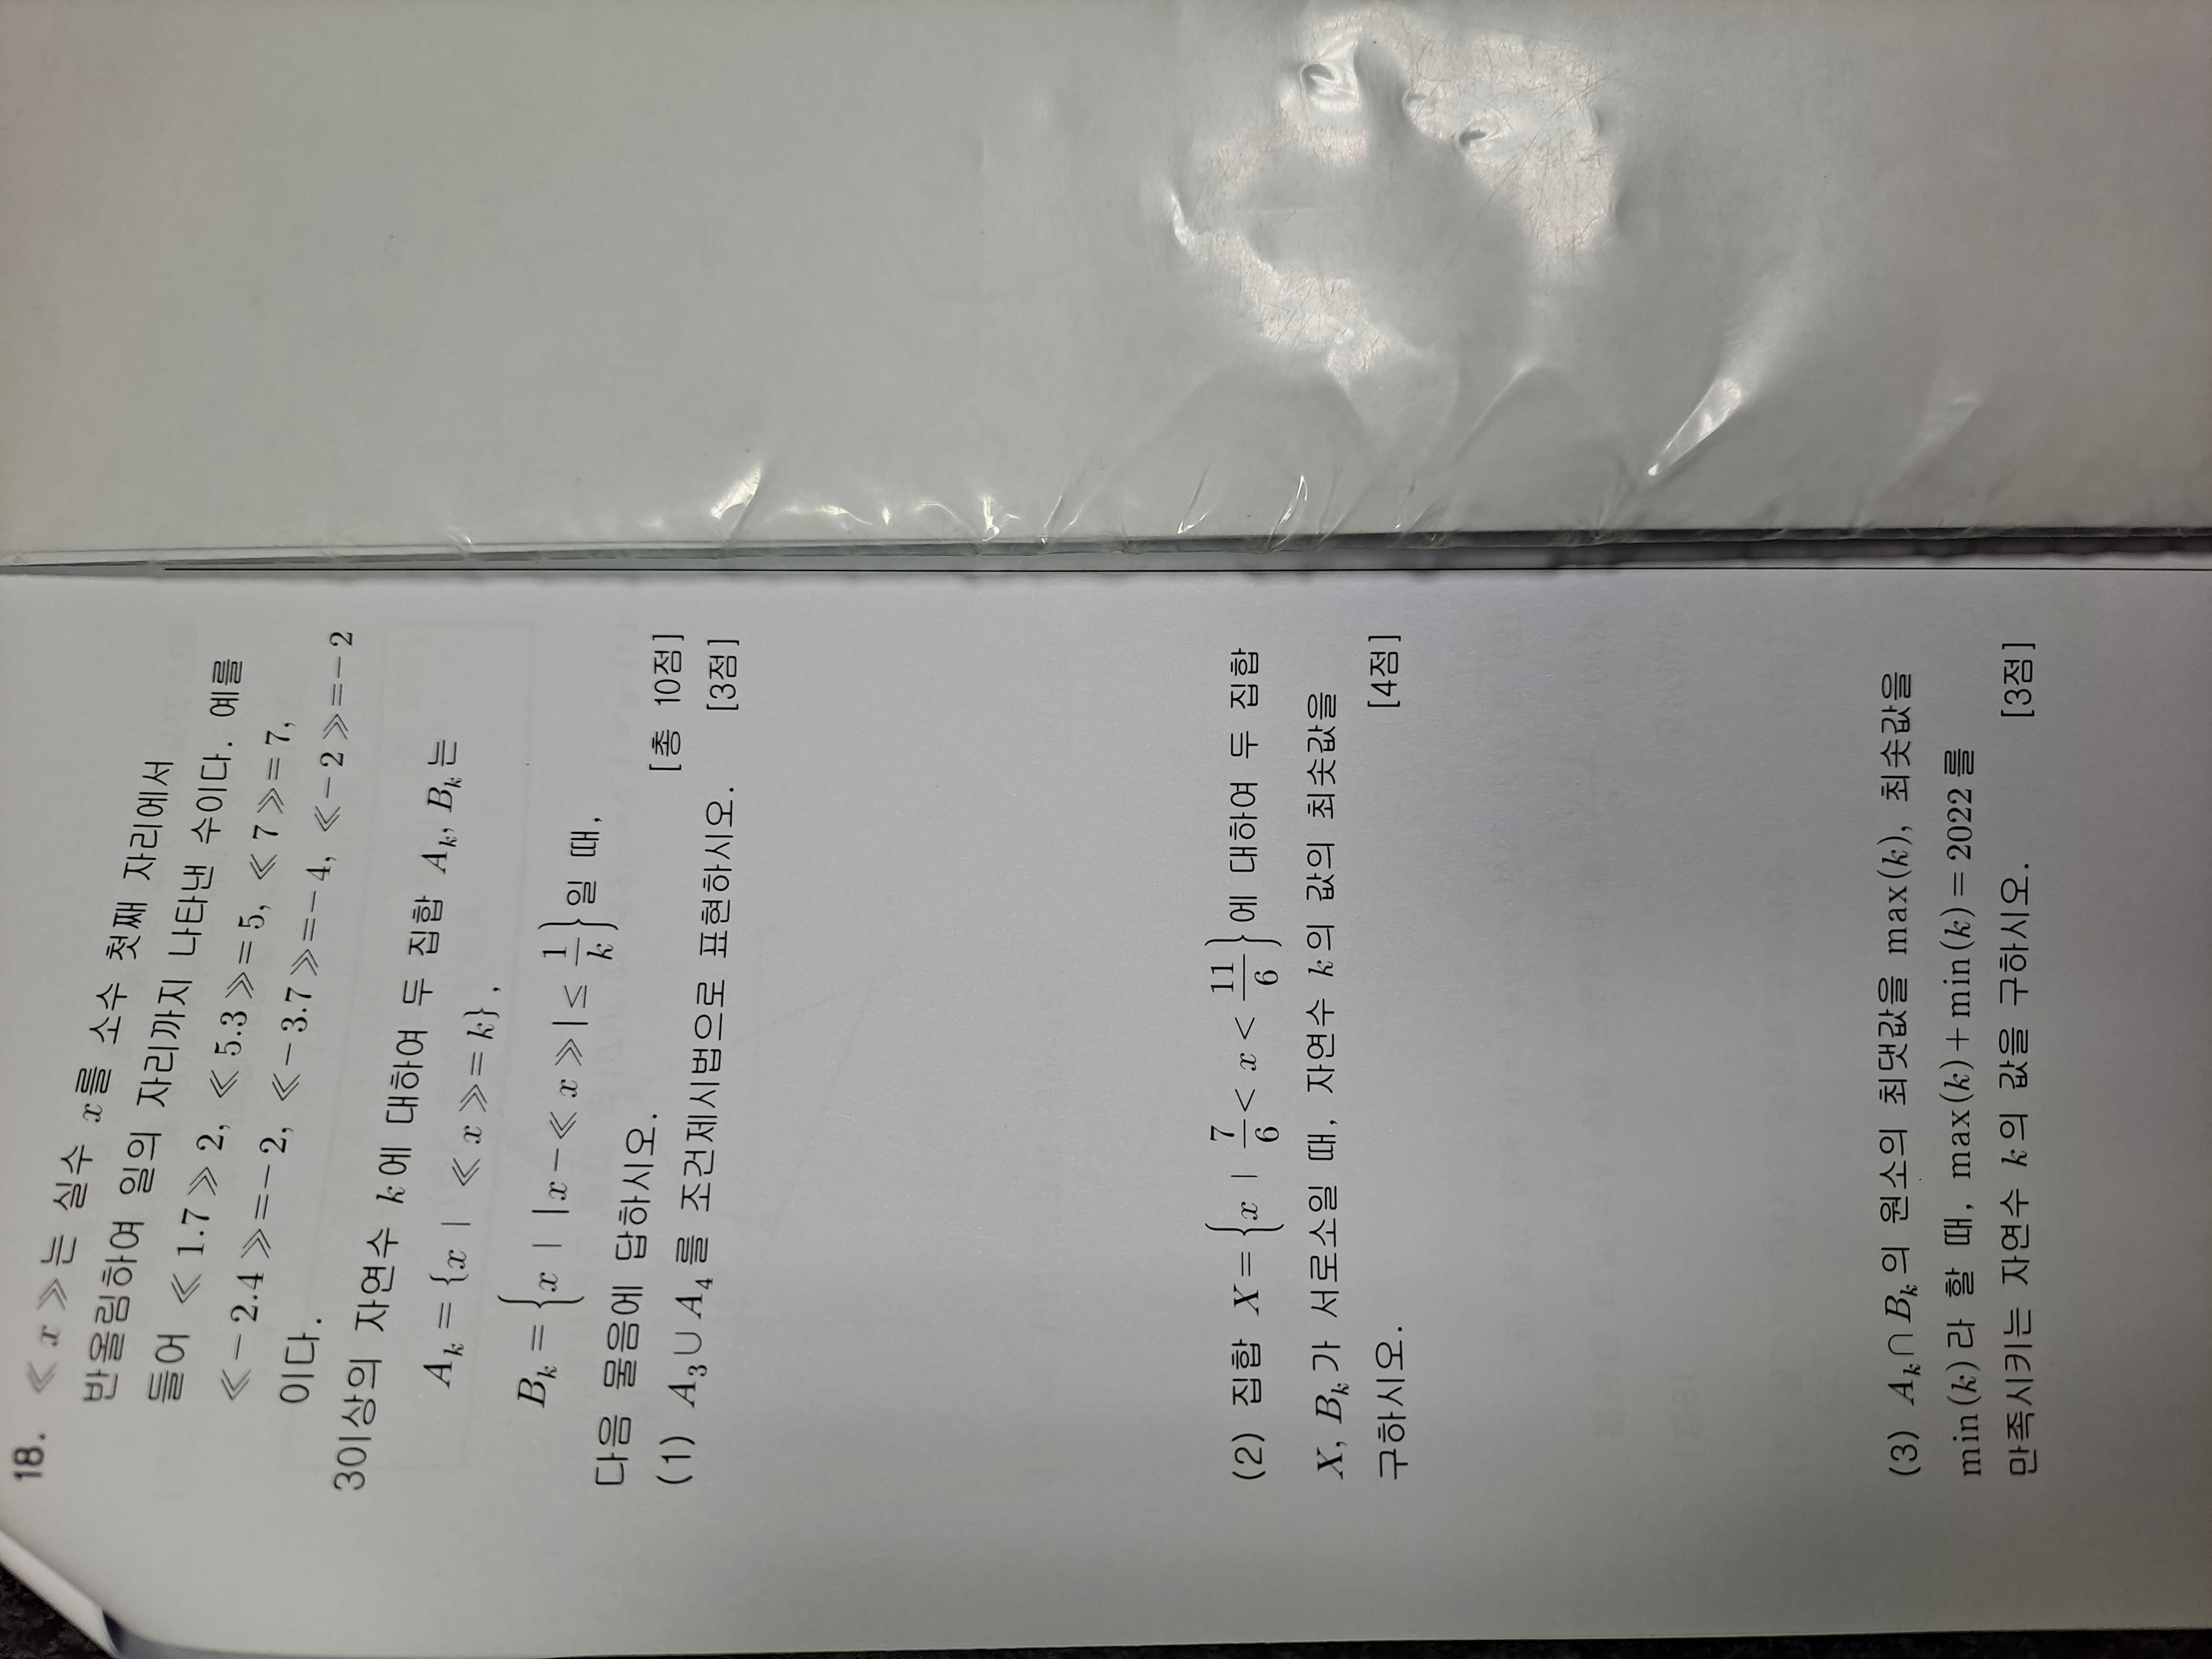 18. ≪ x ≫는 실수 x를 소수 첫째 자리에서
반올림하여 일의 자리까지 나타낸 수이다. 예를
들어 ≪ 1.7 ≫ 2, ≪ 5.3 ≫= 5, ≪ 7 ≫= 7,
≪ -2.4 ≫=-2, ≪ -3.7 ≫=-4, ≪ -2 ≫=-2
이다.
3이상의 자연수 k에 대하여 두 집합 A_k, B_k는
A_k = {x | ≪ x ≫= k},
B_k = {x | |x - ≪ x ≫| ≤ 1/k}일 때,
다음 물음에 답하시오. [총 10점]
(1) A_3 ∪ A_4를 조건제시법으로 표현하시오. [3점]
(2) 집합 X = {x | 7/6 < x < 11/6}에 대하여 두 집합
X, B_k가 서로소일 때, 자연수 k의 값의 최솟값을
구하시오. [4점]
(3) A_k ∩ B_k의 원소의 최댓값을 max(k), 최솟값을
min(k)라 할 때, max(k) + min(k) = 2022를
만족시키는 자연수 k의 값을 구하시오. [3점]